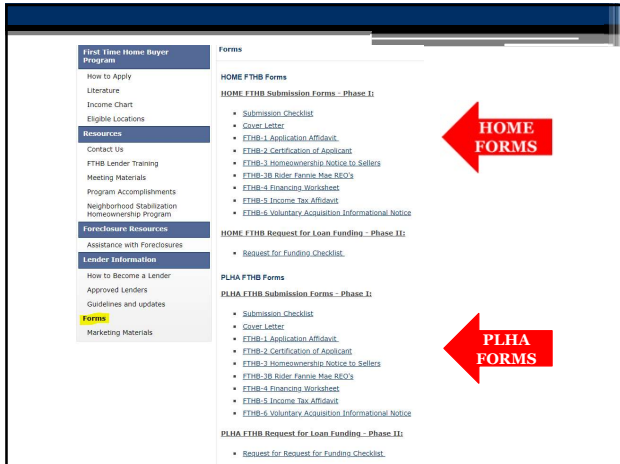 First Time Home Buyer
Program
How to Apply
Literature
Income Chart
Eligible Locations
Resources
Contact Us
FTHB Lender Training
Meeting Materials
Program Accomplishments
Neighborhood Stabilization
Homeownership Program
Foreclosure Resources
Assistance with Foreclosures
Lender Information
How to Become a Lender
Approved Lenders
Guidelines and updates
Forms
Marketing Materials
Forms
HOME FTHB Forms
HOME FTHB Submission Forms - Phase I:
Submission Checklist
Cover Letter
FTHB-1 Application Affidavit
FTHB-2 Certification of Applicant
FTHB-3 Homeownership Notice to Sellers
FTHB-3B Rider Fannie Mae REO's
FTHB-4 Financing Worksheet
FTHB-5 Income Tax Affidavit
FTHB-6 Voluntary Acquisition Informational Notice
HOME FTHB Request for Loan Funding - Phase II:
Request for Funding Checklist
PLHA FTHB Forms
PLHA FTHB Submission Forms - Phase I:
Submission Checklist
Cover Letter
FTHB-1 Application Affidavit
FTHB-2 Certification of Applicant
FTHB-3 Homeownership Notice to Sellers
FTHB-3B Rider Fannie Mae REO's
FTHB-4 Financing Worksheet
FTHB-5 Income Tax Affidavit
FTHB-6 Voluntary Acquisition Informational Notice
PLHA FTHB Request for Loan Funding - Phase II:
Request for Request for Funding Checklist
HOME
FORMS
PLHA
FORMS